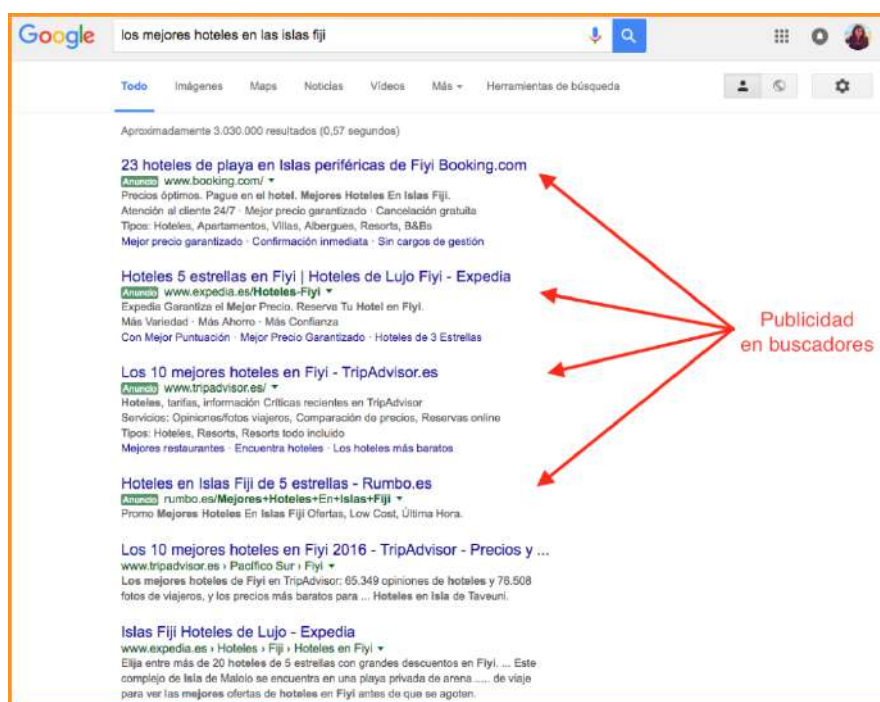 Google los mejores hoteles en las islas fiji
Todo Imágenes Maps Noticias Vídeos Más Herramientas de búsqueda
Aproximadamente 3.030.000 resultados (0,57 segundos)
23 hoteles de playa en Islas periféricas de Fiyi Booking.com
Anuncio www.booking.com/
Precios óptimos. Pague en el hotel. Mejores Hoteles En Islas Fiji.
Atención al cliente 24/7 · Mejor precio garantizado · Cancelación gratuita
Tipos: Hoteles, Apartamentos, Villas, Albergues, Resorts, B&Bs
Mejor precio garantizado · Confirmación inmediata · Sin cargos de gestión
Hoteles 5 estrellas en Fiyi | Hoteles de Lujo Fiyi - Expedia
Anuncio www.expedia.es/Hoteles-Fiyi
Expedia Garantiza el Mejor Precio. Reserva Tu Hotel en Fiyi.
Más Variedad · Más Ahorro · Más Confianza
Con Mejor Puntuación · Mejor Precio Garantizado · Hoteles de 3 Estrellas
Publicidad
en buscadores
Los 10 mejores hoteles en Fiyi - TripAdvisor.es
Anuncio www.tripadvisor.es/
Hoteles, tarifas, información Críticas recientes en TripAdvisor
Servicios: Opiniones/fotos viajeros, Comparación de precios, Reservas online
Tipos: Hoteles, Resorts, Resorts todo incluido
Mejores restaurantes · Encuentra hoteles · Los hoteles más baratos
Hoteles en Islas Fiji de 5 estrellas - Rumbo.es
Anuncio rumbo.es/Mejores+Hoteles+En+Islas+Fiji
Promo Mejores Hoteles En Islas Fiji Ofertas, Low Cost, Última Hora.
Los 10 mejores hoteles en Fiyi 2016 - TripAdvisor - Precios y ...
www.tripadvisor.es › Pacífico Sur › Fiyi
Los mejores hoteles de Fiyi en TripAdvisor: 65.349 opiniones de hoteles y 76.508
fotos de viajeros, y los precios más baratos para ... Hoteles en Isla de Taveuni.
Islas Fiji Hoteles de Lujo - Expedia
www.expedia.es › Hoteles › Fiji › Hoteles en Fiyi
Elija entre más de 20 hoteles de 5 estrellas con grandes descuentos en Fiyi. ... Este
complejo de Isla de Malolo se encuentra en una playa privada de arena ..... de viaje
para ver las mejores ofertas de hoteles en Fiyi antes de que se agoten.